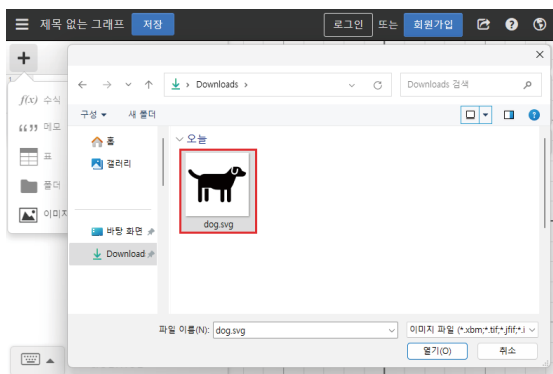 제목 없는 그래프 저장 로그인 또는 회원가입
Downloads Downloads 검색
구성 새 폴더
f(x) 수식
메모
표
폴더
이미지
홈
갤러리
바탕 화면
Download
오늘
dog.svg
파일 이름(N): dog.svg 이미지 파일 (*.xbm;*.tif;*.jfif;*.i
열기(O) 취소